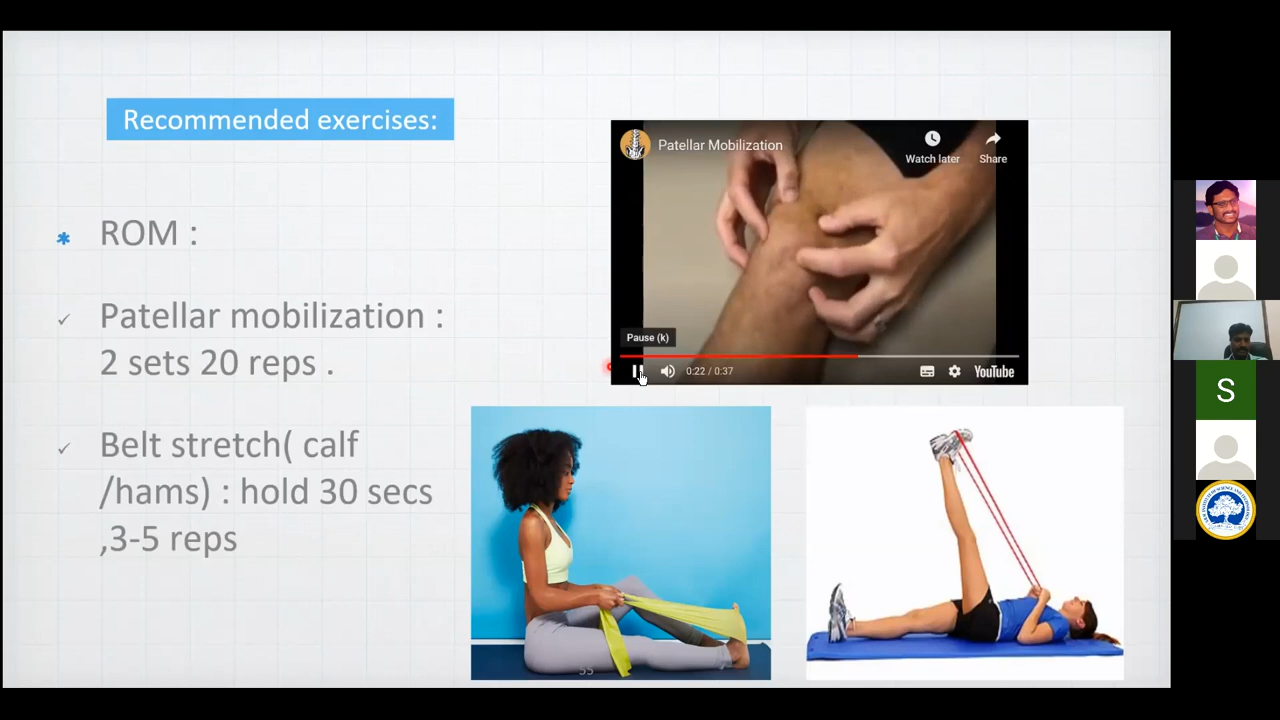 Recommended exercises:
ROM :
Patellar mobilization :
2 sets 20 reps .
Belt stretch( calf
/hams) : hold 30 secs
,3-5 reps
Patellar Mobilization
Watch later
Share
Pause (k)
0:22 / 0:37
YouTube
55
S